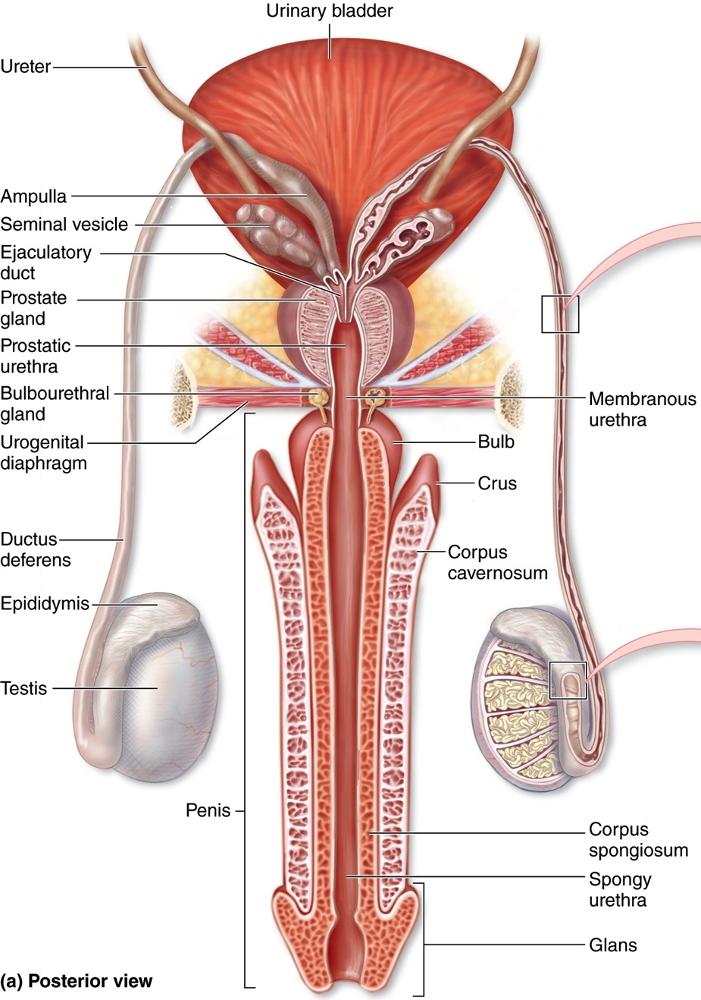 Urinary bladder
Ureter
Ampulla
Seminal vesicle
Ejaculatory
duct
Prostate
gland
Prostatic
urethra
Bulbourethral
gland
Urogenital
diaphragm
Membranous
urethra
Bulb
Crus
Ductus
deferens
Corpus
cavernosum
Epididymis
Testis
Penis
Corpus
spongiosum
Spongy
urethra
Glans
(a) Posterior view